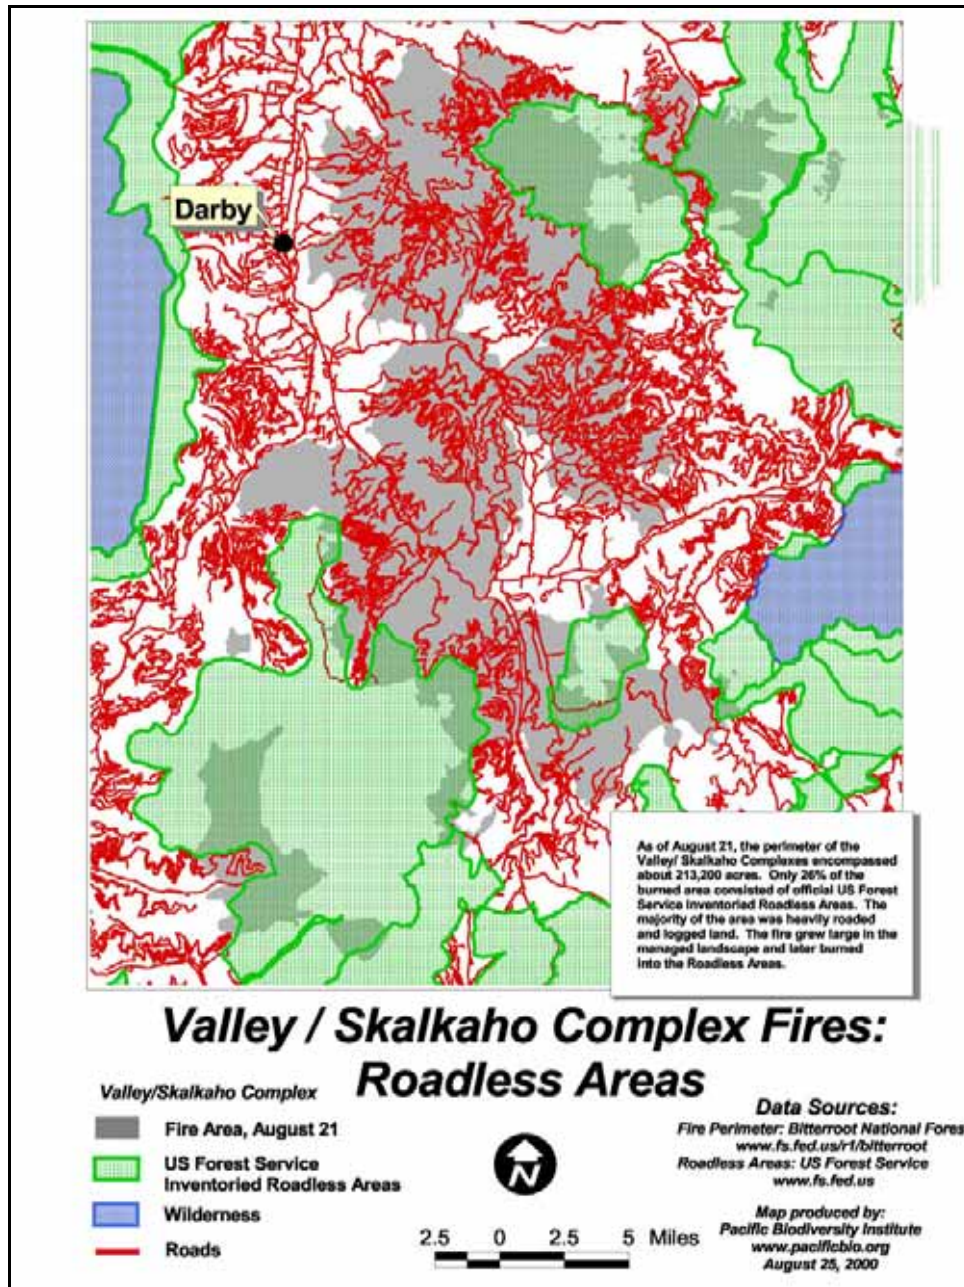 Darby
As of August 21, the perimeter of the
Valley/ Skalkaho Complexes encompassed
about 213,200 acres. Only 26% of the
burned area consisted of official US Forest
Service Inventoried Roadless Areas. The
majority of the area was heavily roaded
and logged land. The fire grew large in the
managed landscape and later burned
into the Roadless Areas.
Valley / Skalkaho Complex Fires:
Roadless Areas
Valley/Skalkaho Complex
Fire Area, August 21
US Forest Service
Inventoried Roadless Areas
Wilderness
Roads
N
2.5 0 2.5 5 Miles
Data Sources:
Fire Perimeter: Bitterroot National Fores
www.fs.fed.us/r1/bitterroot
Roadless Areas: US Forest Service
www.fs.fed.us
Map produced by:
Pacific Biodiversity Institute
www.pacificbio.org
August 25, 2000